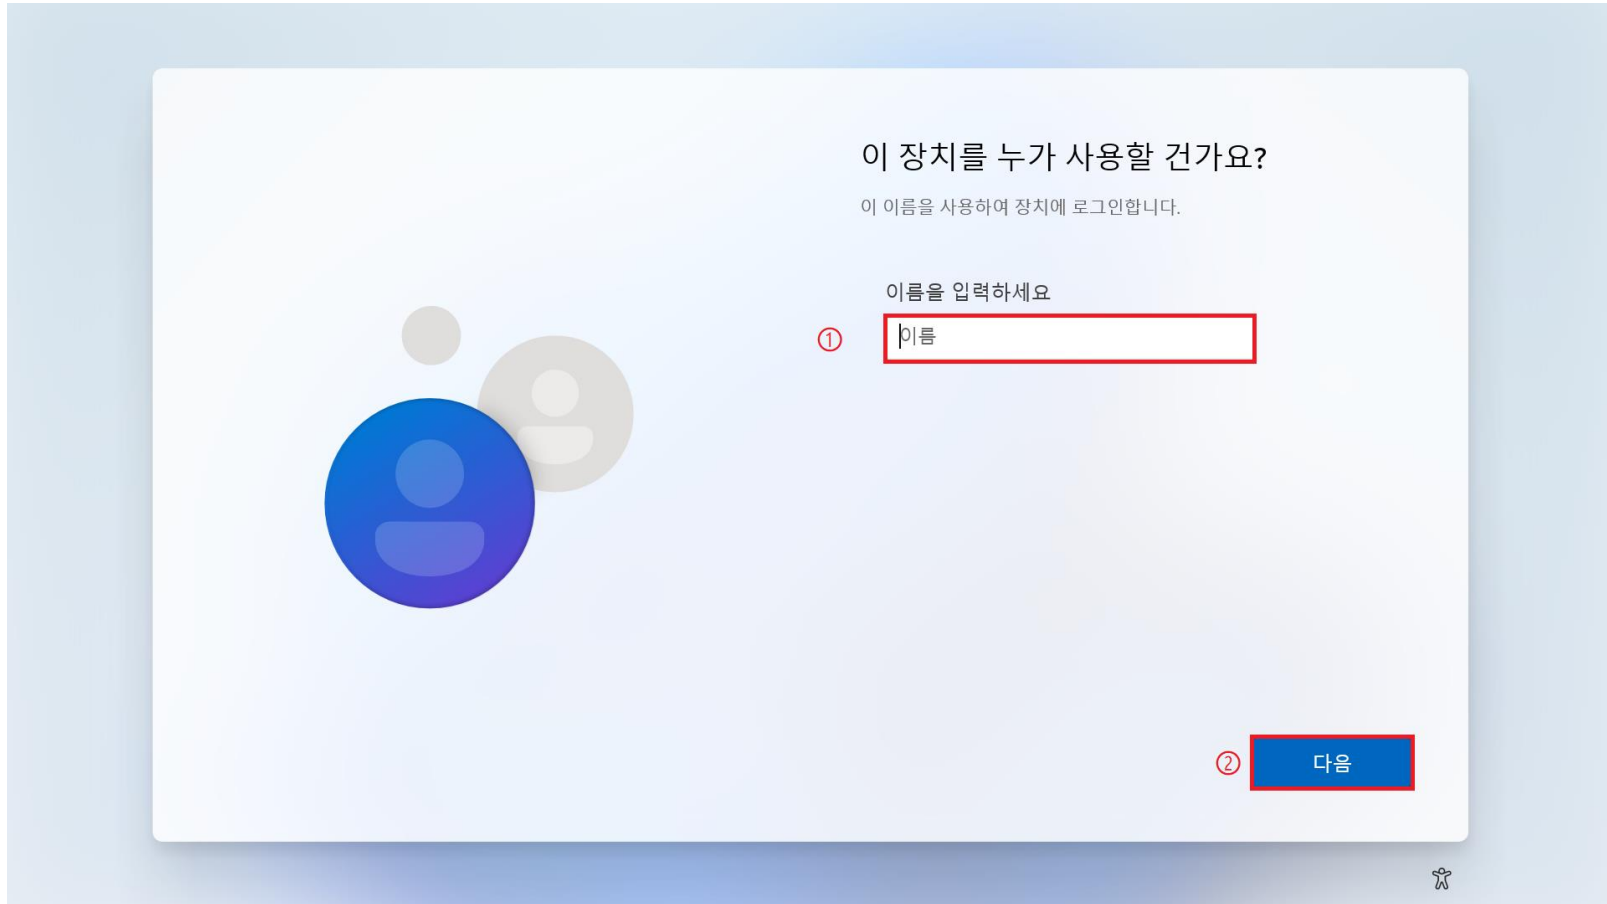 이 장치를 누가 사용할 건가요?
이 이름을 사용하여 장치에 로그인합니다.
이름을 입력하세요
① 이름
② 다음